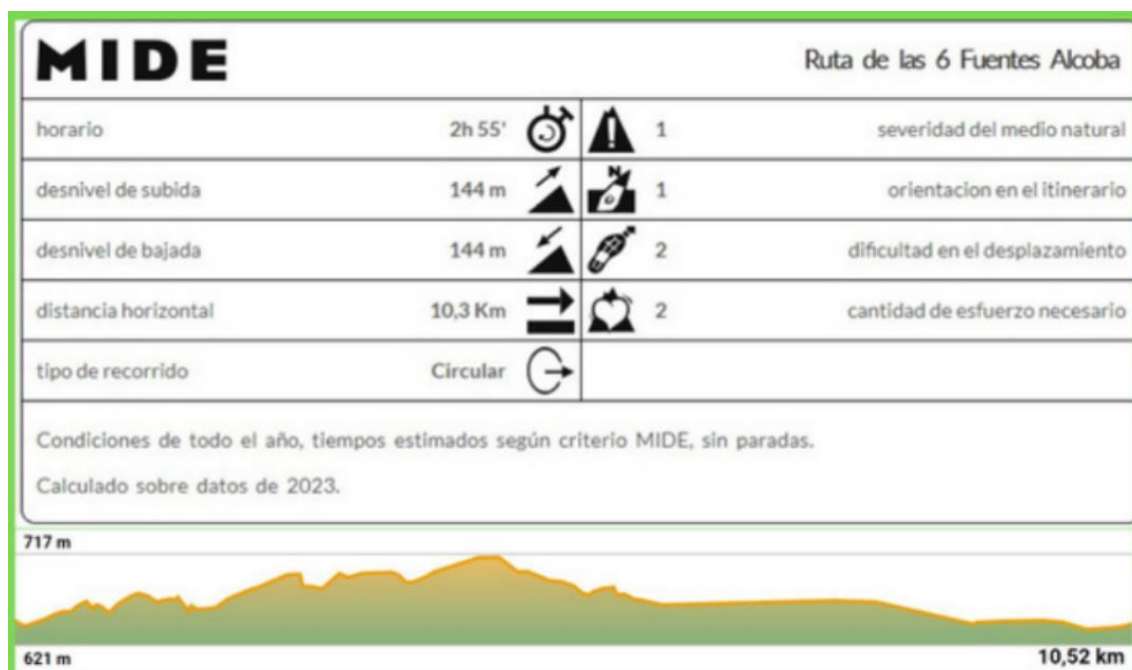 MIDE
Ruta de las 6 Fuentes Alcoba
horario 2h 55' 1 severidad del medio natural
desnivel de subida 144 m N 1 orientacion en el itinerario
desnivel de bajada 144 m 2 dificultad en el desplazamiento
distancia horizontal 10,3 Km 2 cantidad de esfuerzo necesario
tipo de recorrido Circular
Condiciones de todo el año, tiempos estimados según criterio MIDE, sin paradas.
Calculado sobre datos de 2023.
717 m
621 m 10,52 km